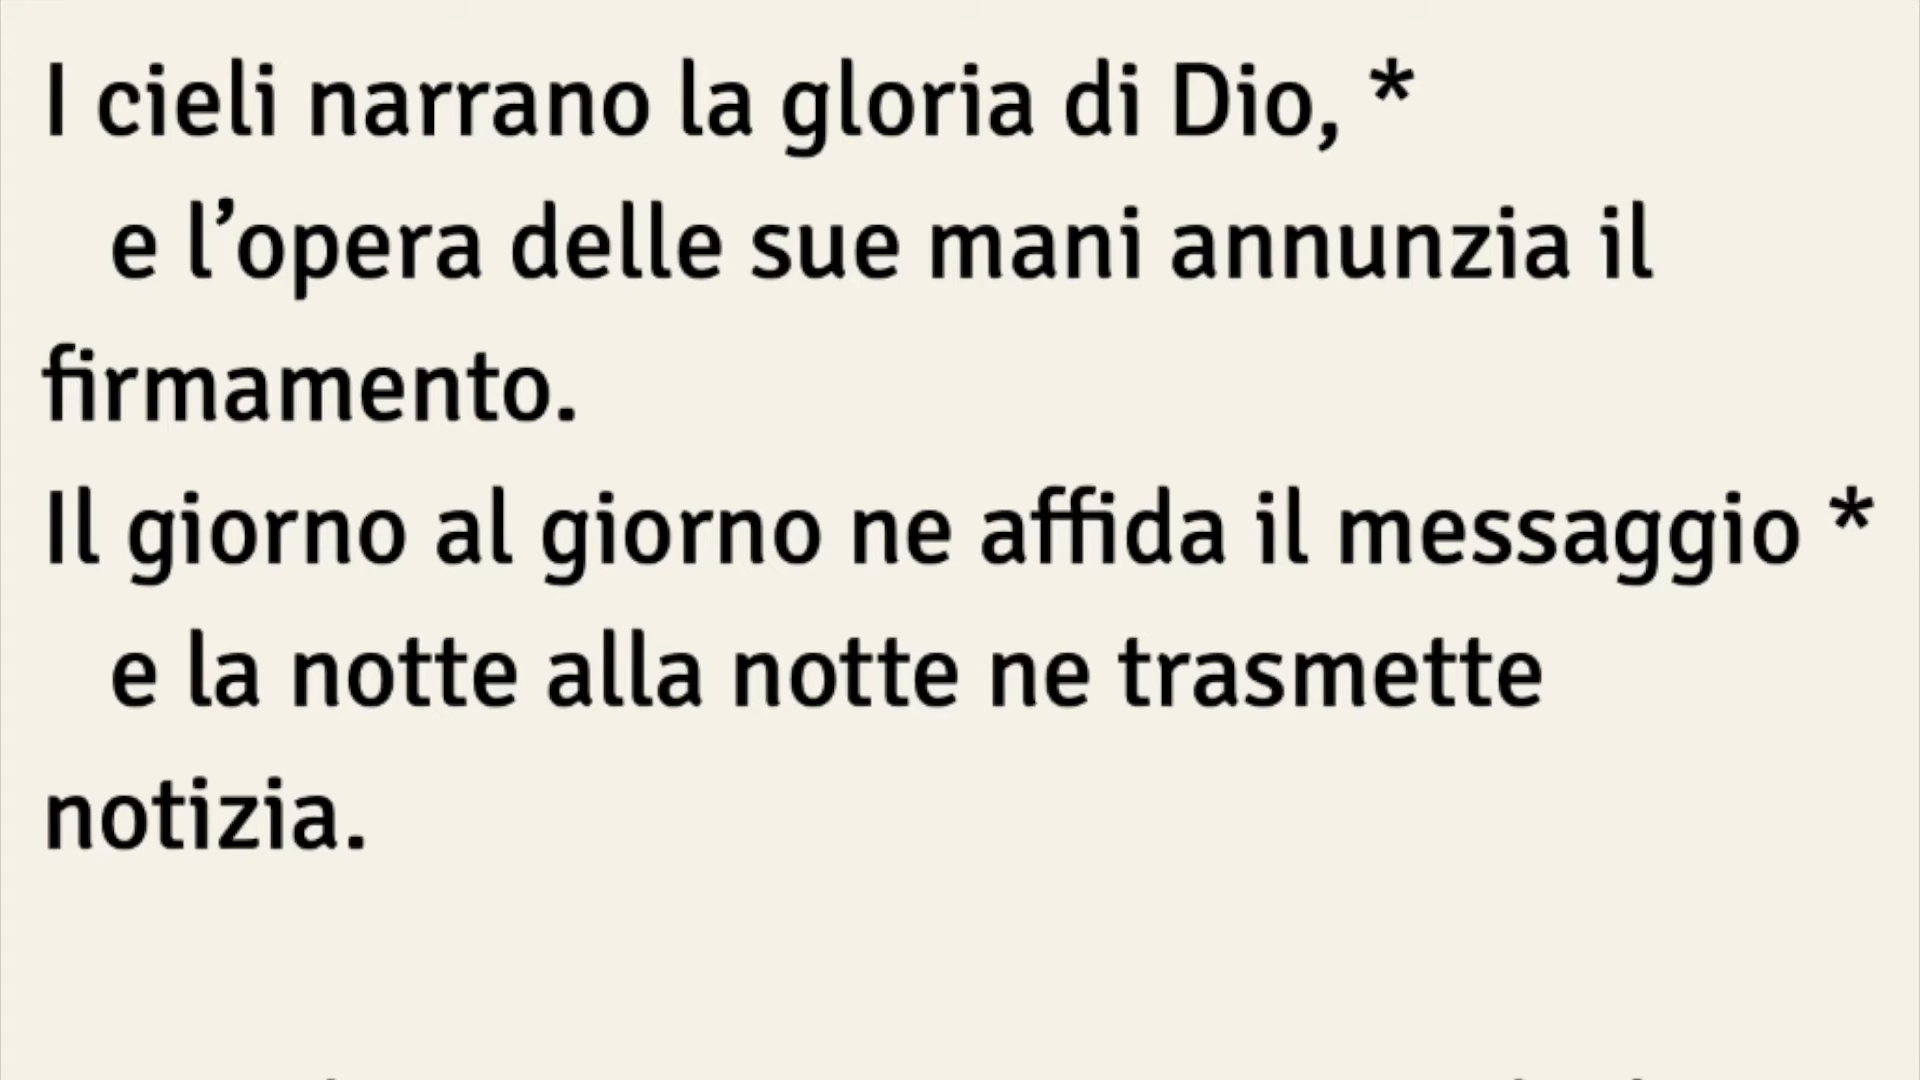 I cieli narrano la gloria di Dio, *
e l’opera delle sue mani annunzia il
firmamento.
Il giorno al giorno ne affida il messaggio *
e la notte alla notte ne trasmette
notizia.